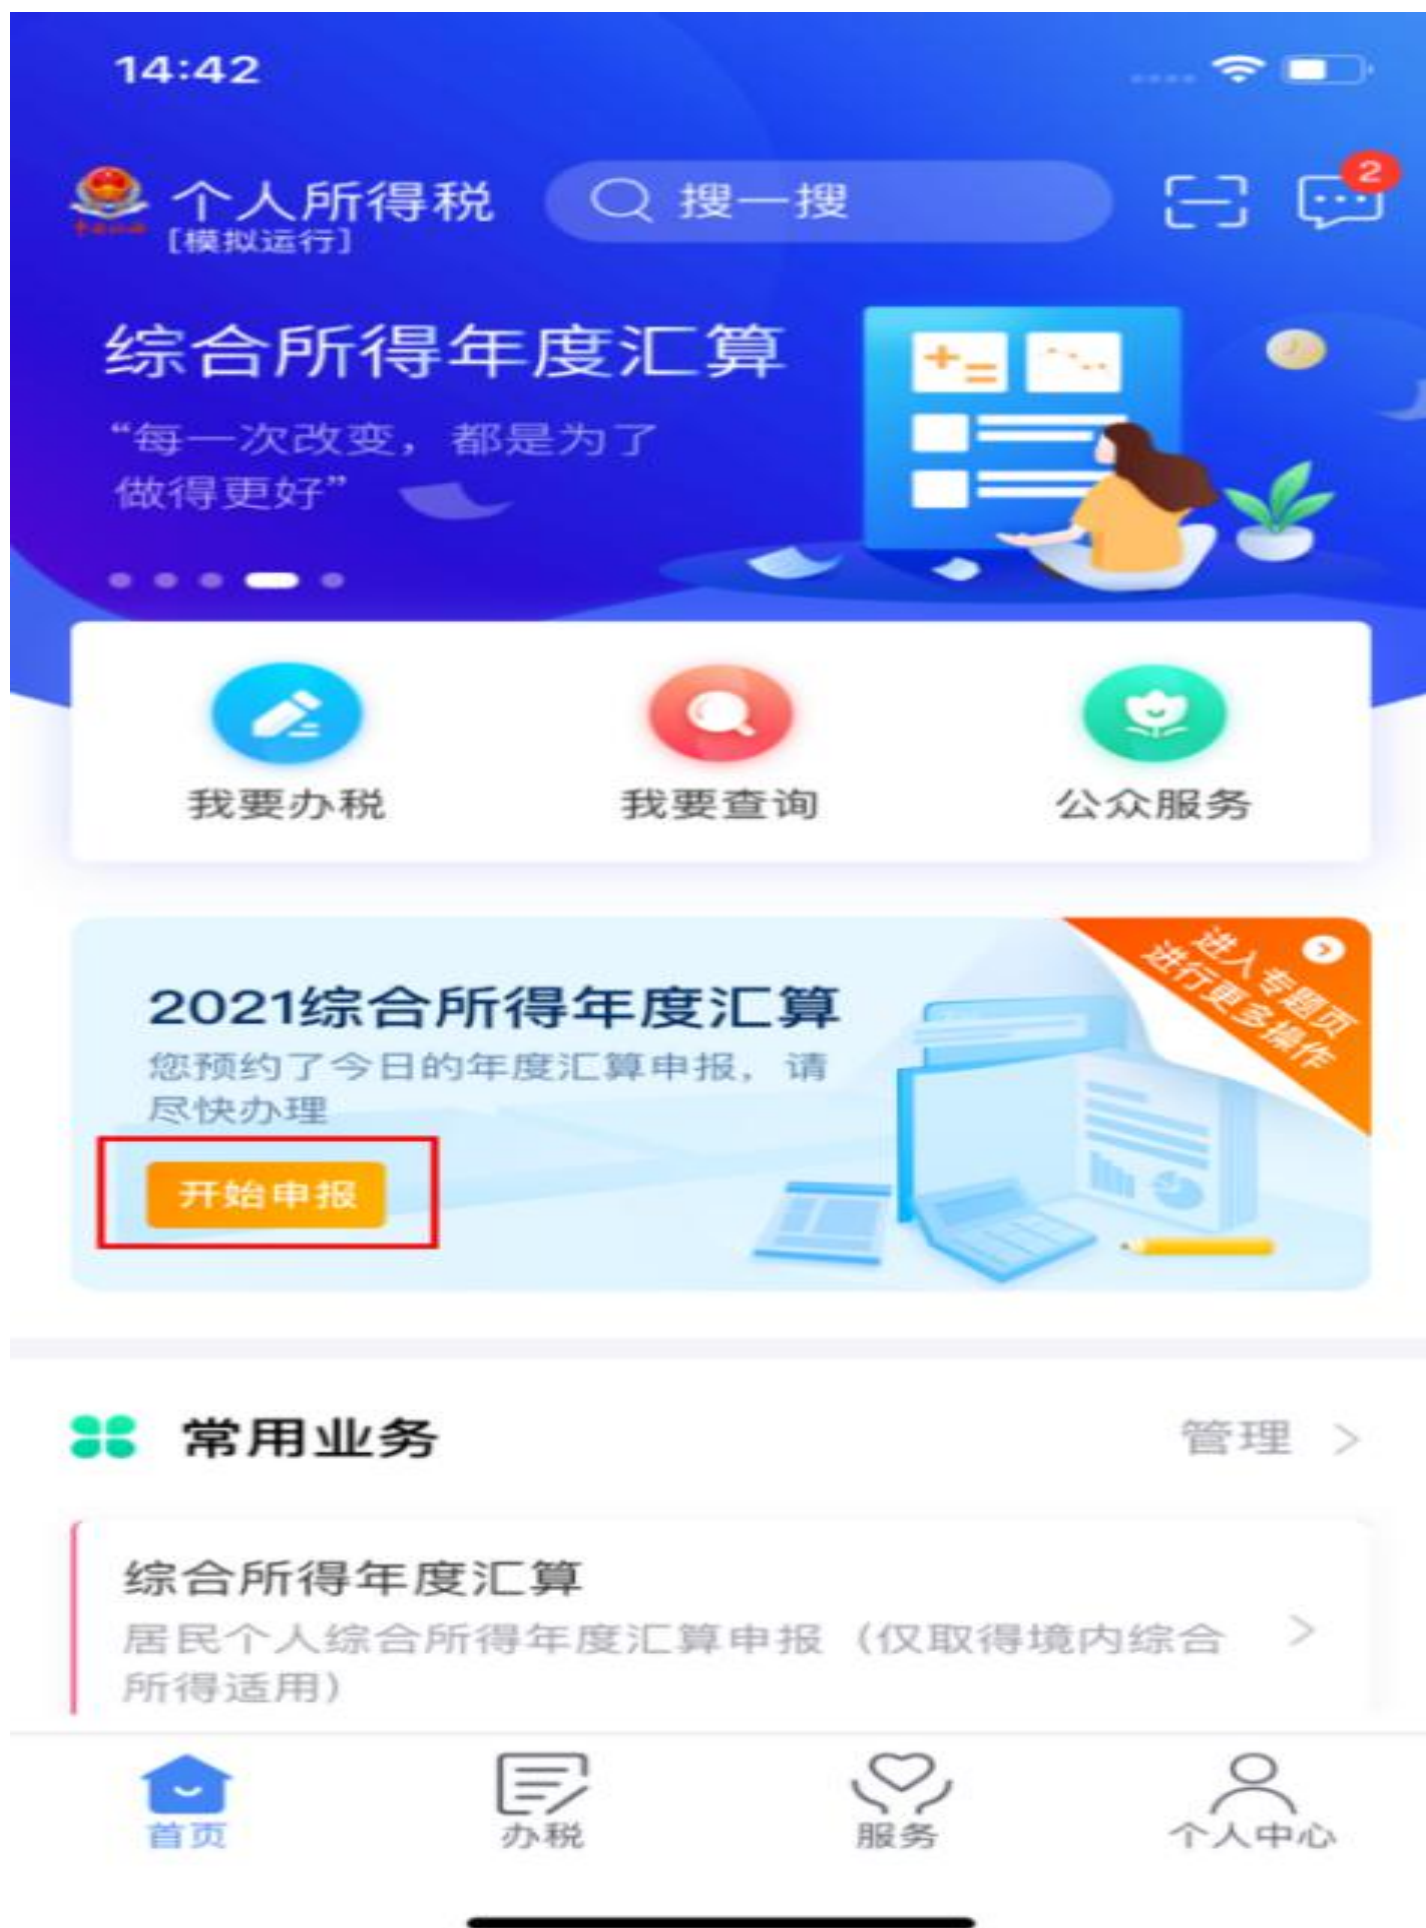 14:42
个人所得税
[模拟运行]
搜一搜
2
综合所得年度汇算
“每一次改变，都是为了
做得更好”
我要办税
我要查询
公众服务
进入专题页
进行更多操作
2021综合所得年度汇算
您预约了今日的年度汇算申报，请
尽快办理
开始申报
常用业务
管理
综合所得年度汇算
居民个人综合所得年度汇算申报（仅取得境内综合
所得适用）
首页
办税
服务
个人中心